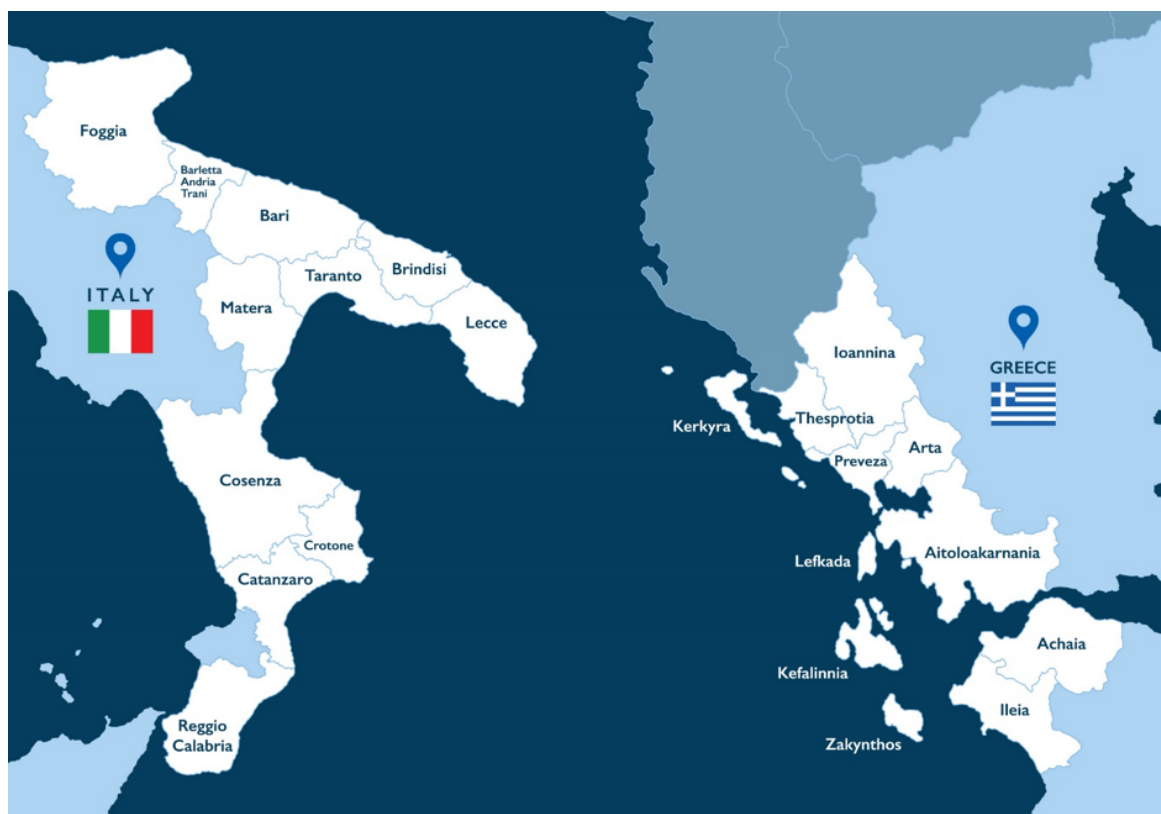 Foggia
Barletta
Andria
Trani
Bari
ITALY
Matera
Taranto
Brindisi
Lecce
Cosenza
Crotone
Catanzaro
Reggio
Calabria
Ioannina
GREECE
Kerkyra
Thesprotia
Preveza
Arta
Lefkada
Aitoloakarnania
Kefalinnia
Achaia
Ileia
Zakynthos